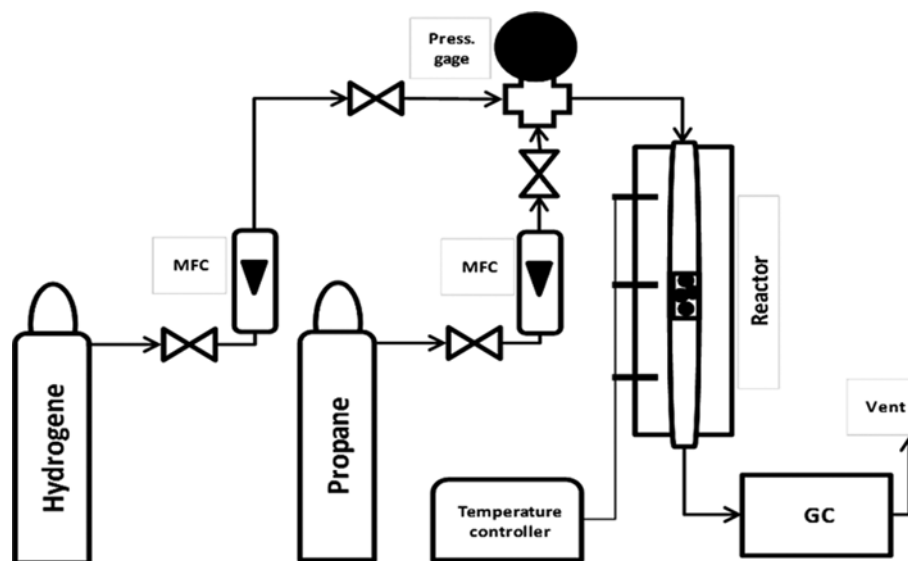 Press.
gage
MFC
MFC
Hydrogene
Propane
Reactor
Temperature
controller
GC
Vent